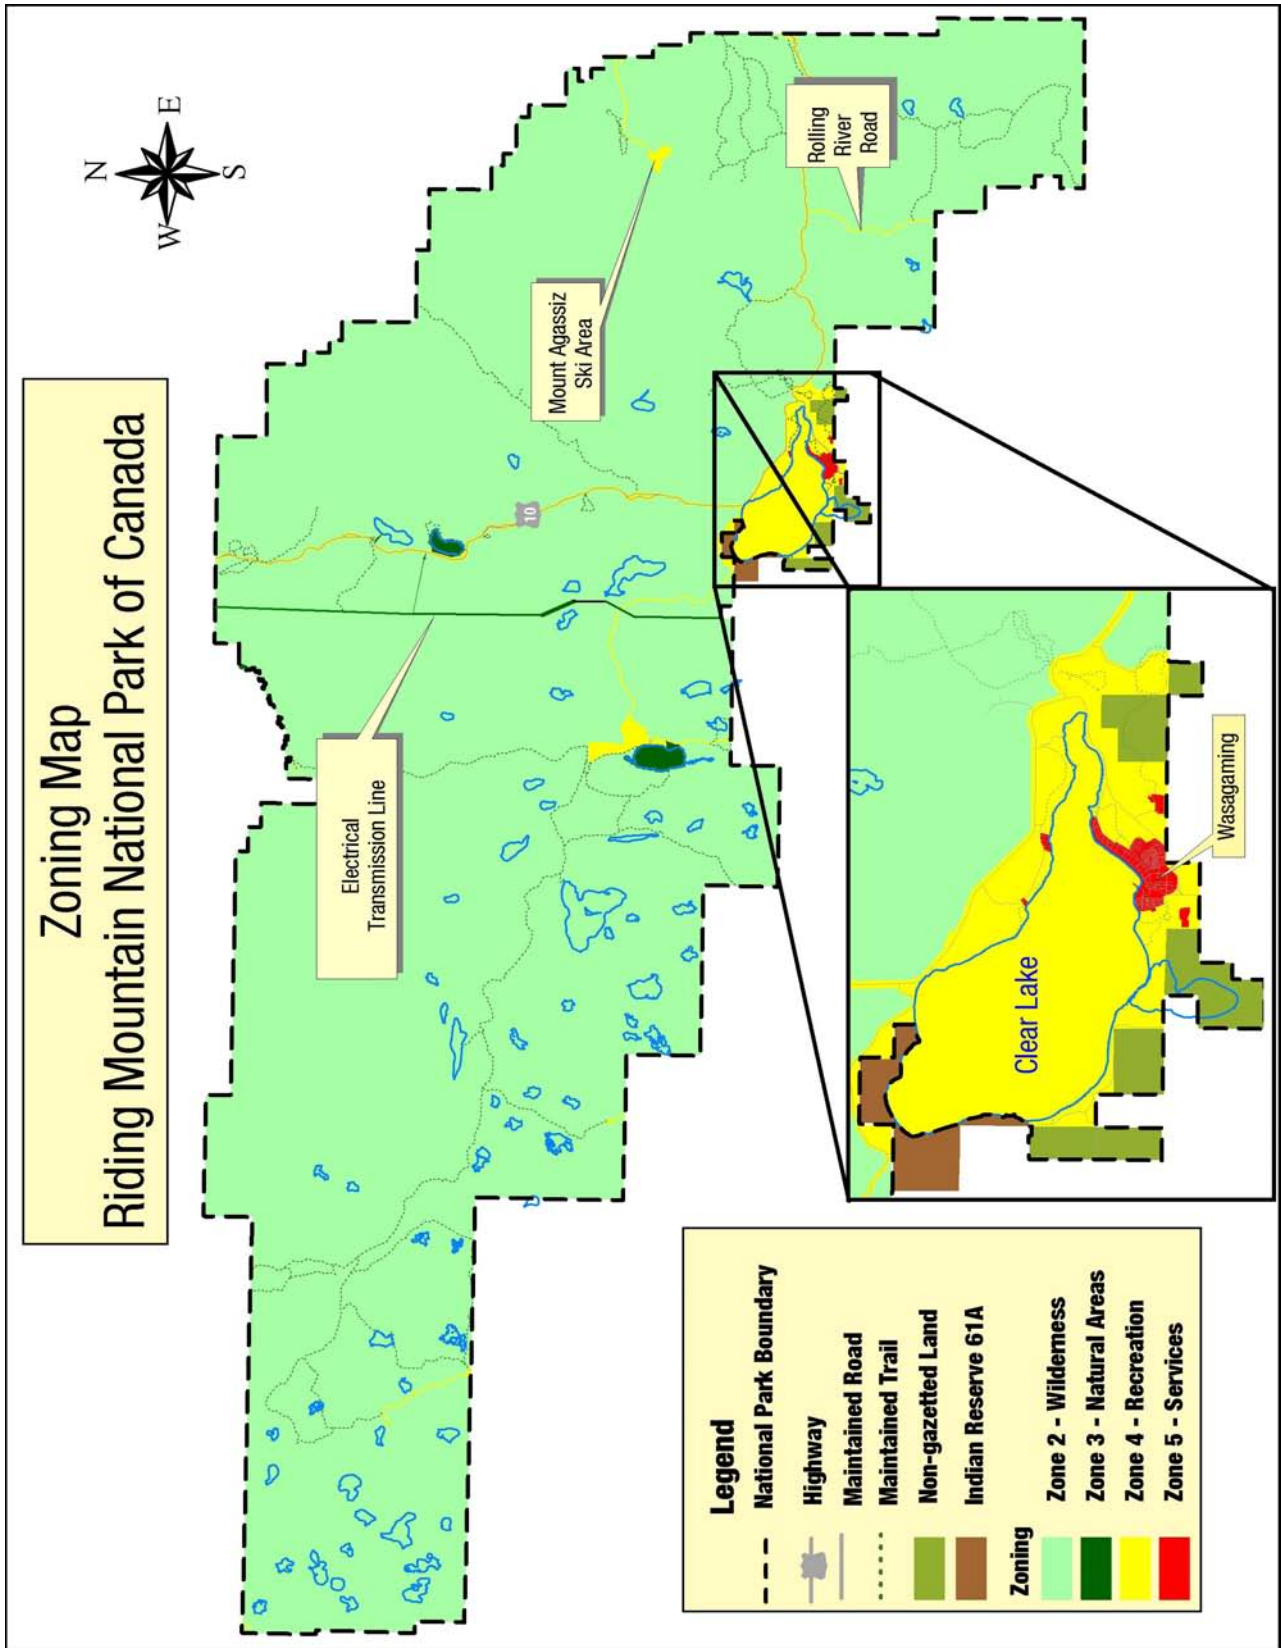 Zoning Map
Riding Mountain National Park of Canada
N
W
E
S
Electrical
Transmission Line
10
Mount Agassiz
Ski Area
Rolling
River
Road
Clear Lake
Wasagaming
Legend
National Park Boundary
Highway
Maintained Road
Maintained Trail
Non-gazetted Land
Indian Reserve 61A
Zoning
Zone 2 - Wilderness
Zone 3 - Natural Areas
Zone 4 - Recreation
Zone 5 - Services